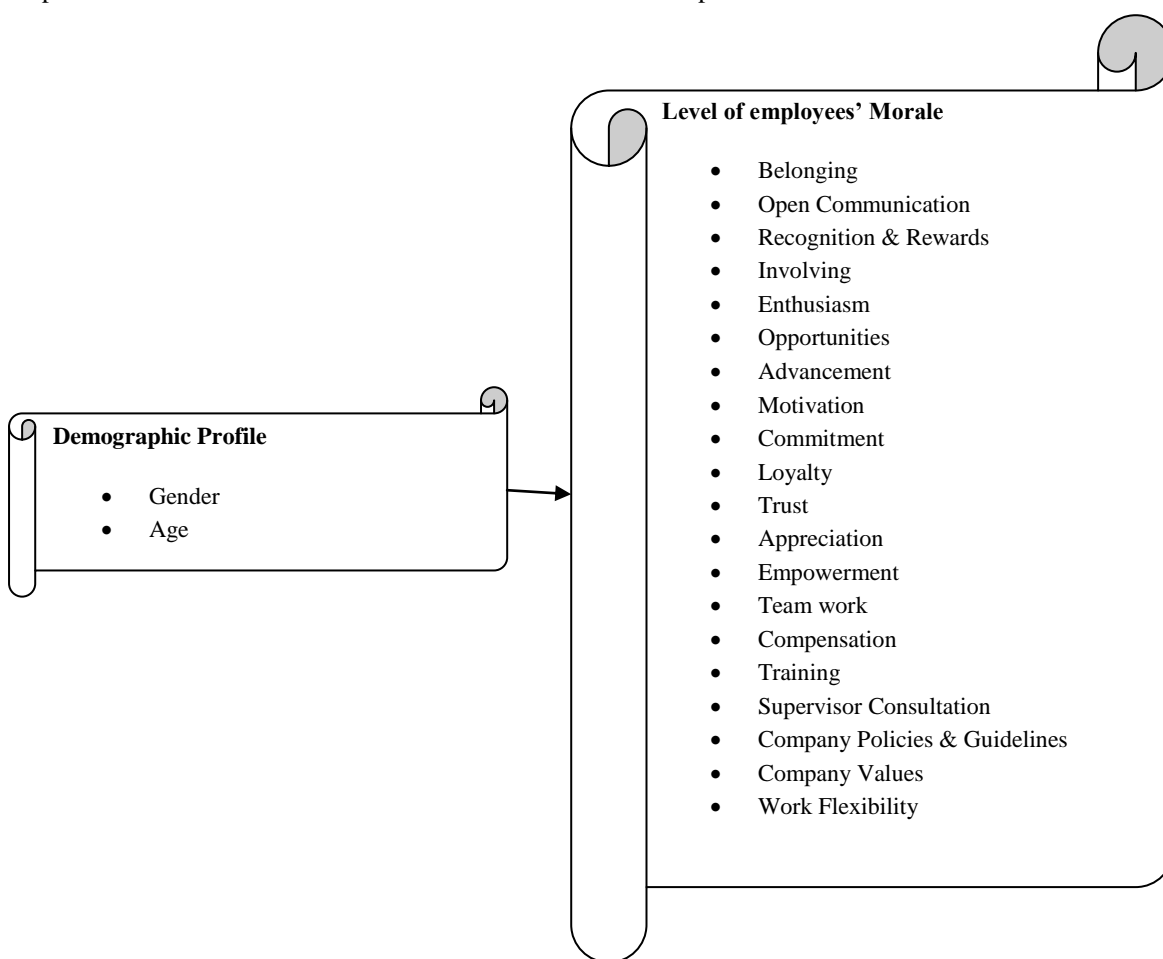 Level of employees’ Morale
• Belonging
• Open Communication
• Recognition & Rewards
• Involving
• Enthusiasm
• Opportunities
• Advancement
• Motivation
• Commitment
• Loyalty
• Trust
• Appreciation
• Empowerment
• Team work
• Compensation
• Training
• Supervisor Consultation
• Company Policies & Guidelines
• Company Values
• Work Flexibility
Demographic Profile
• Gender
• Age